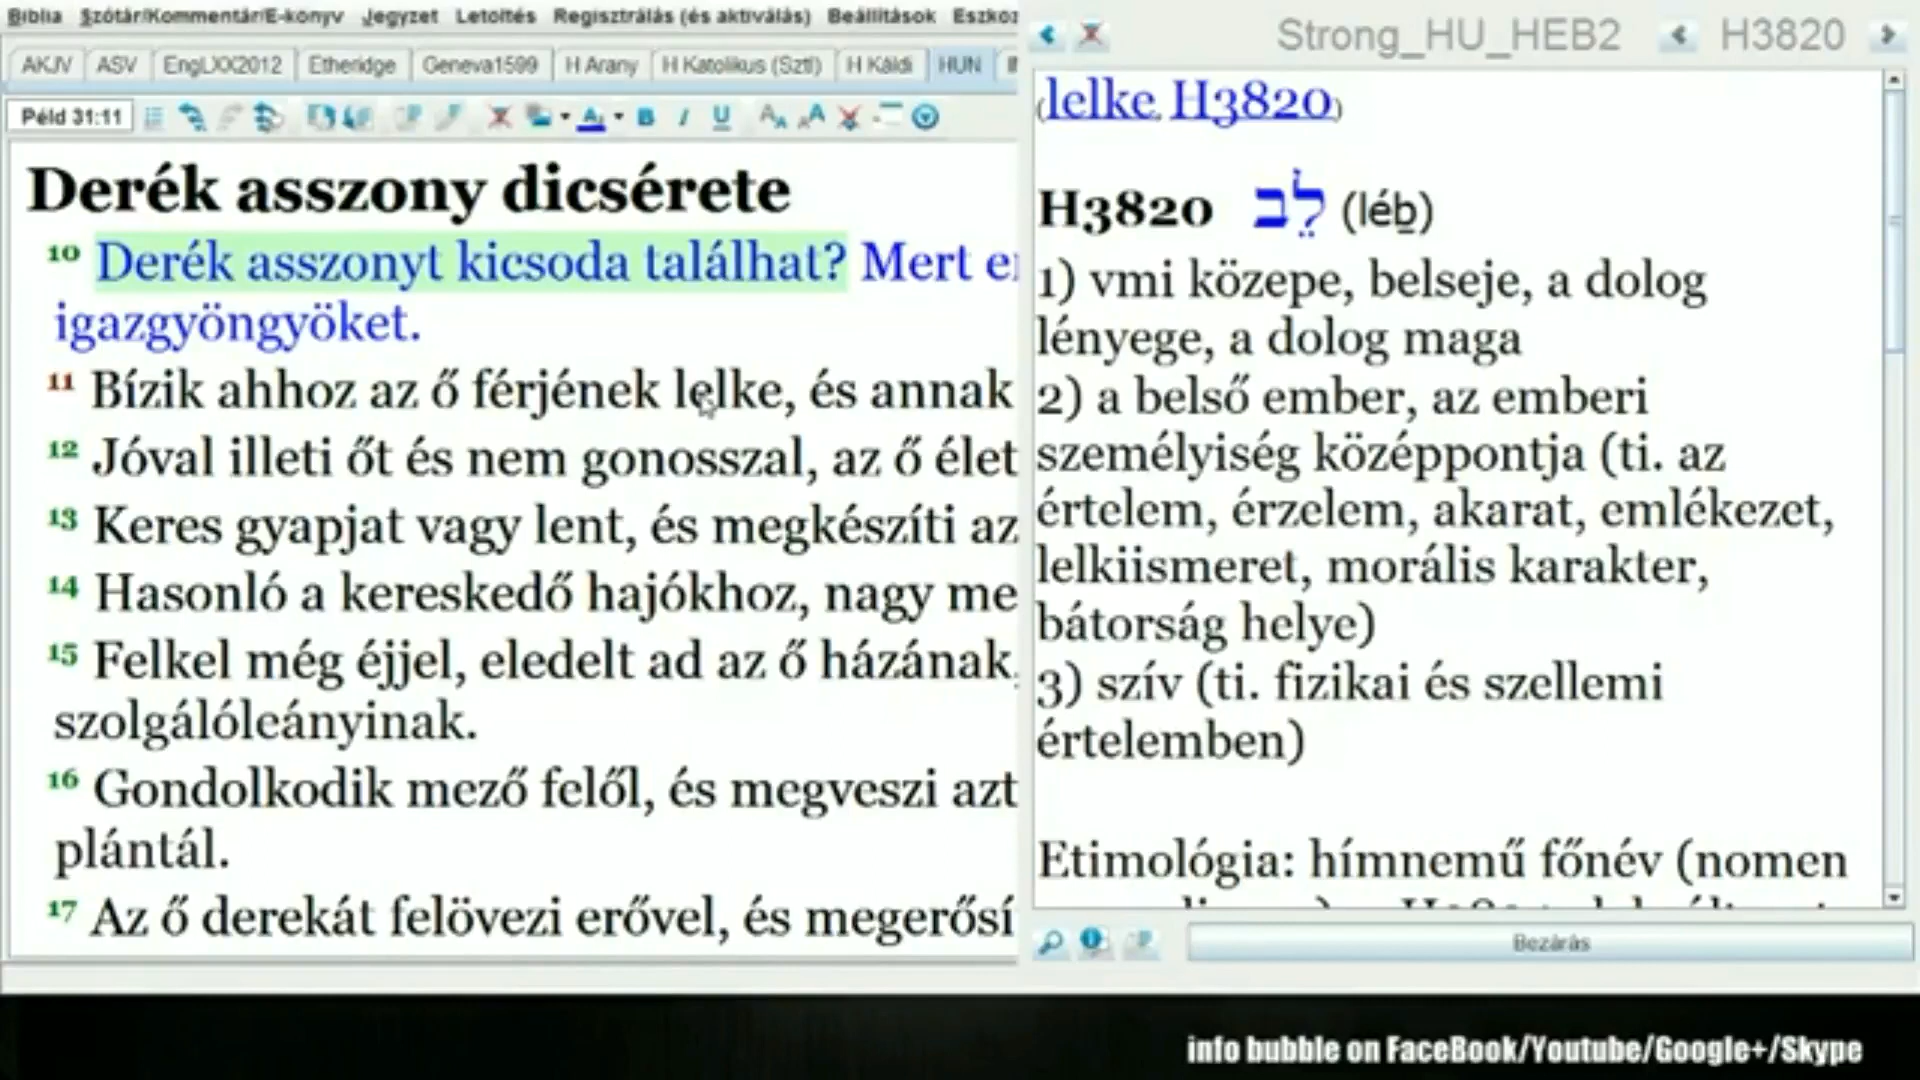 Biblia Szótár/Kommentár/E-könyv Jegyzet Letöltés Regisztrálás (és aktiválás) Beállítások
AKJV ASV EngLXX2012 Etheridge Geneva1599 H Arany H Katolikus (SztI) H Káldi HUN
Péld 31:11
Derék asszony dicsérete
10 Derék asszonyt kicsoda találhat? Mert
igazgyöngyöket.
11 Bízik ahhoz az ő férjének lelke, és annak
12 Jóval illeti őt és nem gonosszal, az ő élet
13 Keres gyapjat vagy lent, és megkészíti az
14 Hasonló a kereskedő hajókhoz, nagy me
15 Felkel még éjjel, eledelt ad az ő házának,
szolgálóleányinak.
16 Gondolkodik mező felől, és megveszi azt
plántál.
17 Az ő derekát felövezi erővel, és megerősí
Strong_HU_HEB2 H3820
(lelke, H3820)
H3820 לֵב (léḇ)
1) vmi közepe, belseje, a dolog
lényege, a dolog maga
2) a belső ember, az emberi
személyiség középpontja (ti. az
értelem, érzelem, akarat, emlékezet,
lelkiismeret, morális karakter,
bátorság helye)
3) szív (ti. fizikai és szellemi
értelemben)
Etimológia: hímnemű főnév (nomen
Bezárás
info bubble on FaceBook/Youtube/Google+/Skype